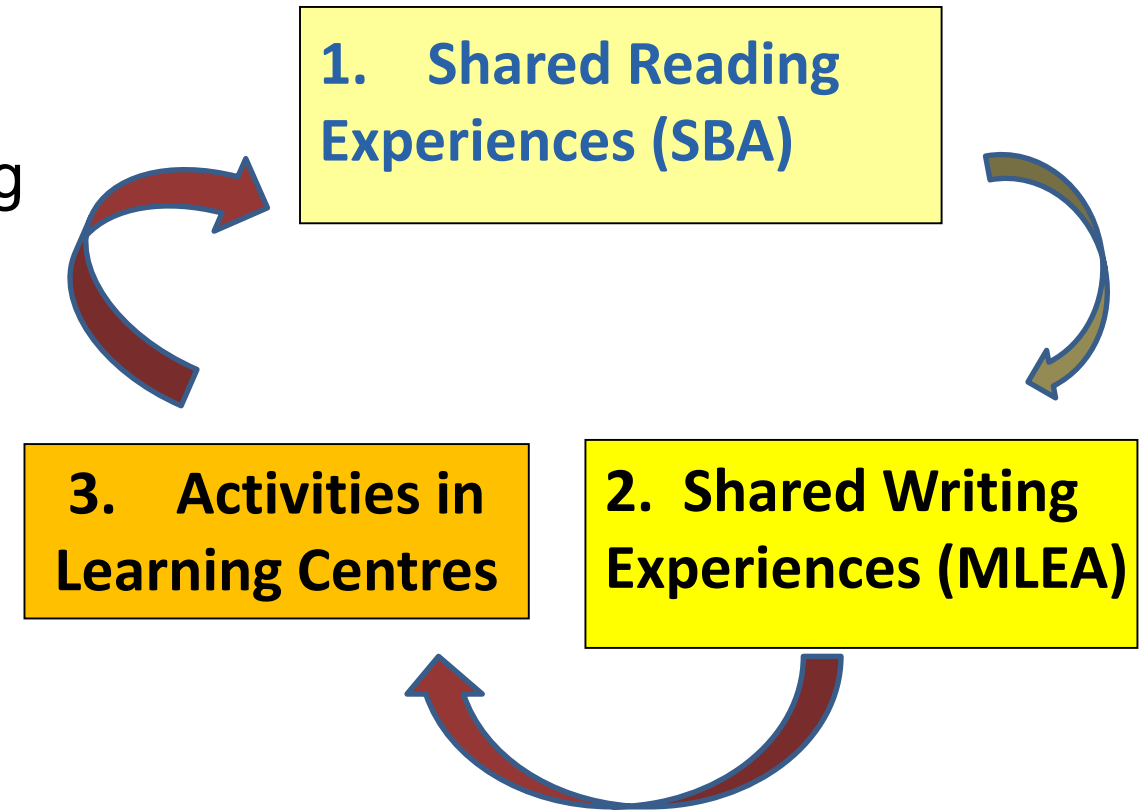 1. Shared Reading
Experiences (SBA)
g
3. Activities in
Learning Centres
2. Shared Writing
Experiences (MLEA)